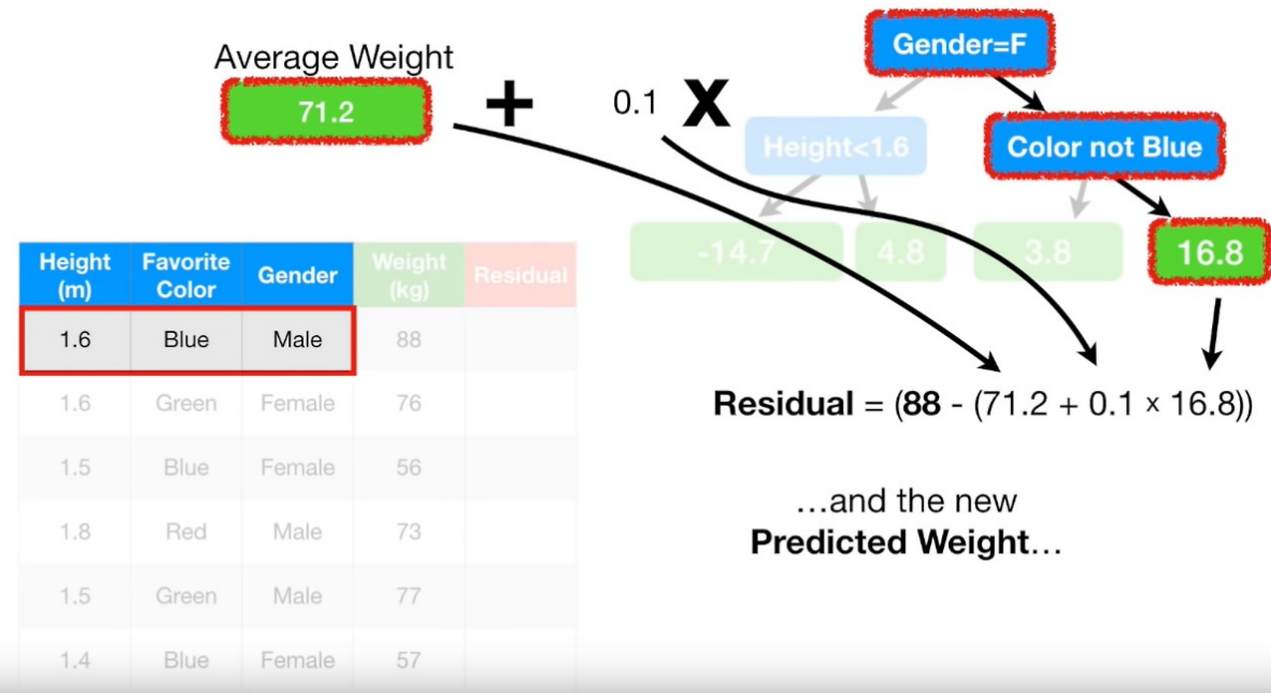 Average Weight
71.2
+
0.1 X
Gender=F
Height<1.6
Color not Blue
-14.7
4.8
3.8
16.8
Height (m) Favorite Color Gender Weight (kg) Residual
1.6 Blue Male 88
1.6 Green Female 76
1.5 Blue Female 56
1.8 Red Male 73
1.5 Green Male 77
1.4 Blue Female 57
Residual = (88 - (71.2 + 0.1 × 16.8))
…and the new
Predicted Weight…